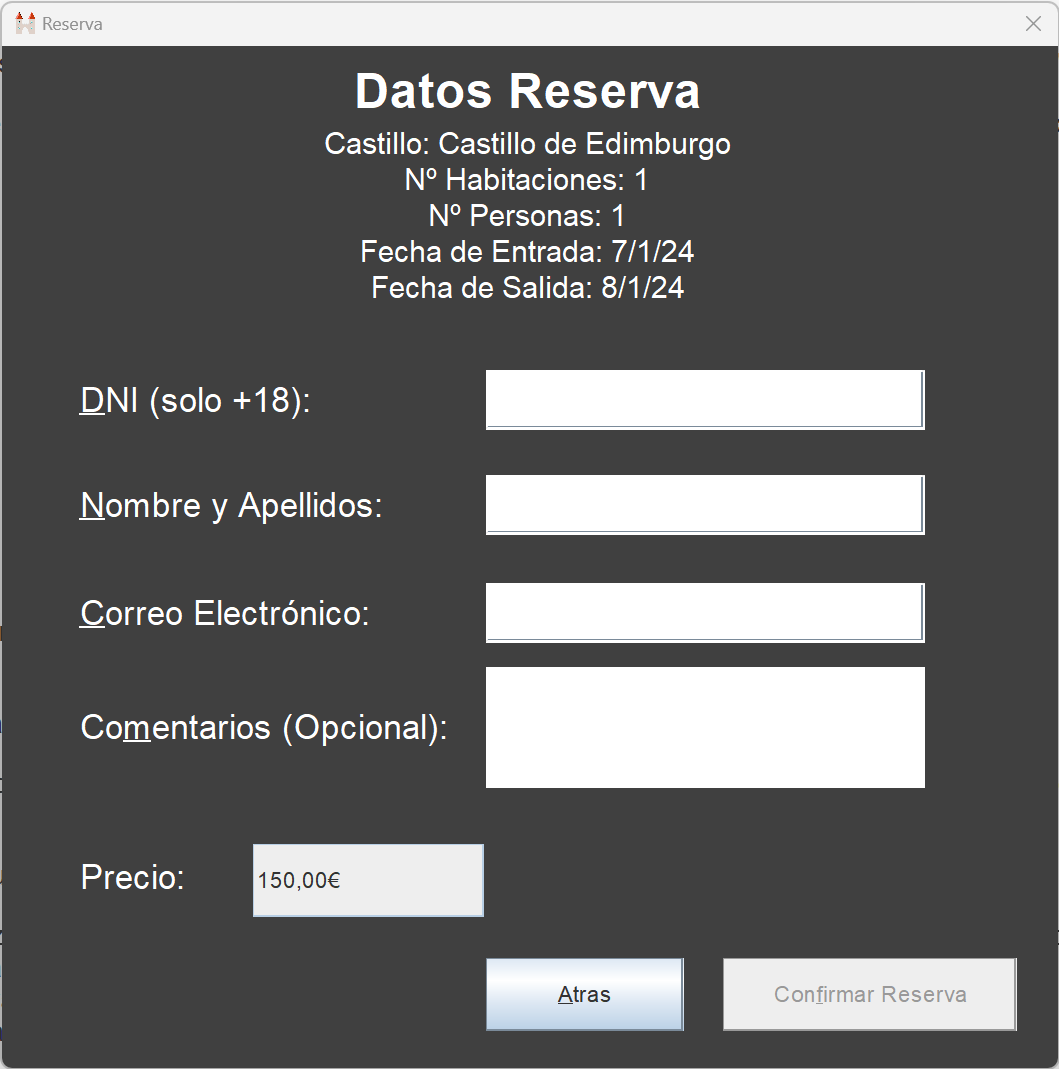 Reserva
Datos Reserva
Castillo: Castillo de Edimburgo
Nº Habitaciones: 1
Nº Personas: 1
Fecha de Entrada: 7/1/24
Fecha de Salida: 8/1/24
DNI (solo +18):
Nombre y Apellidos:
Correo Electrónico:
Comentarios (Opcional):
Precio: 150,00€
Atras Confirmar Reserva